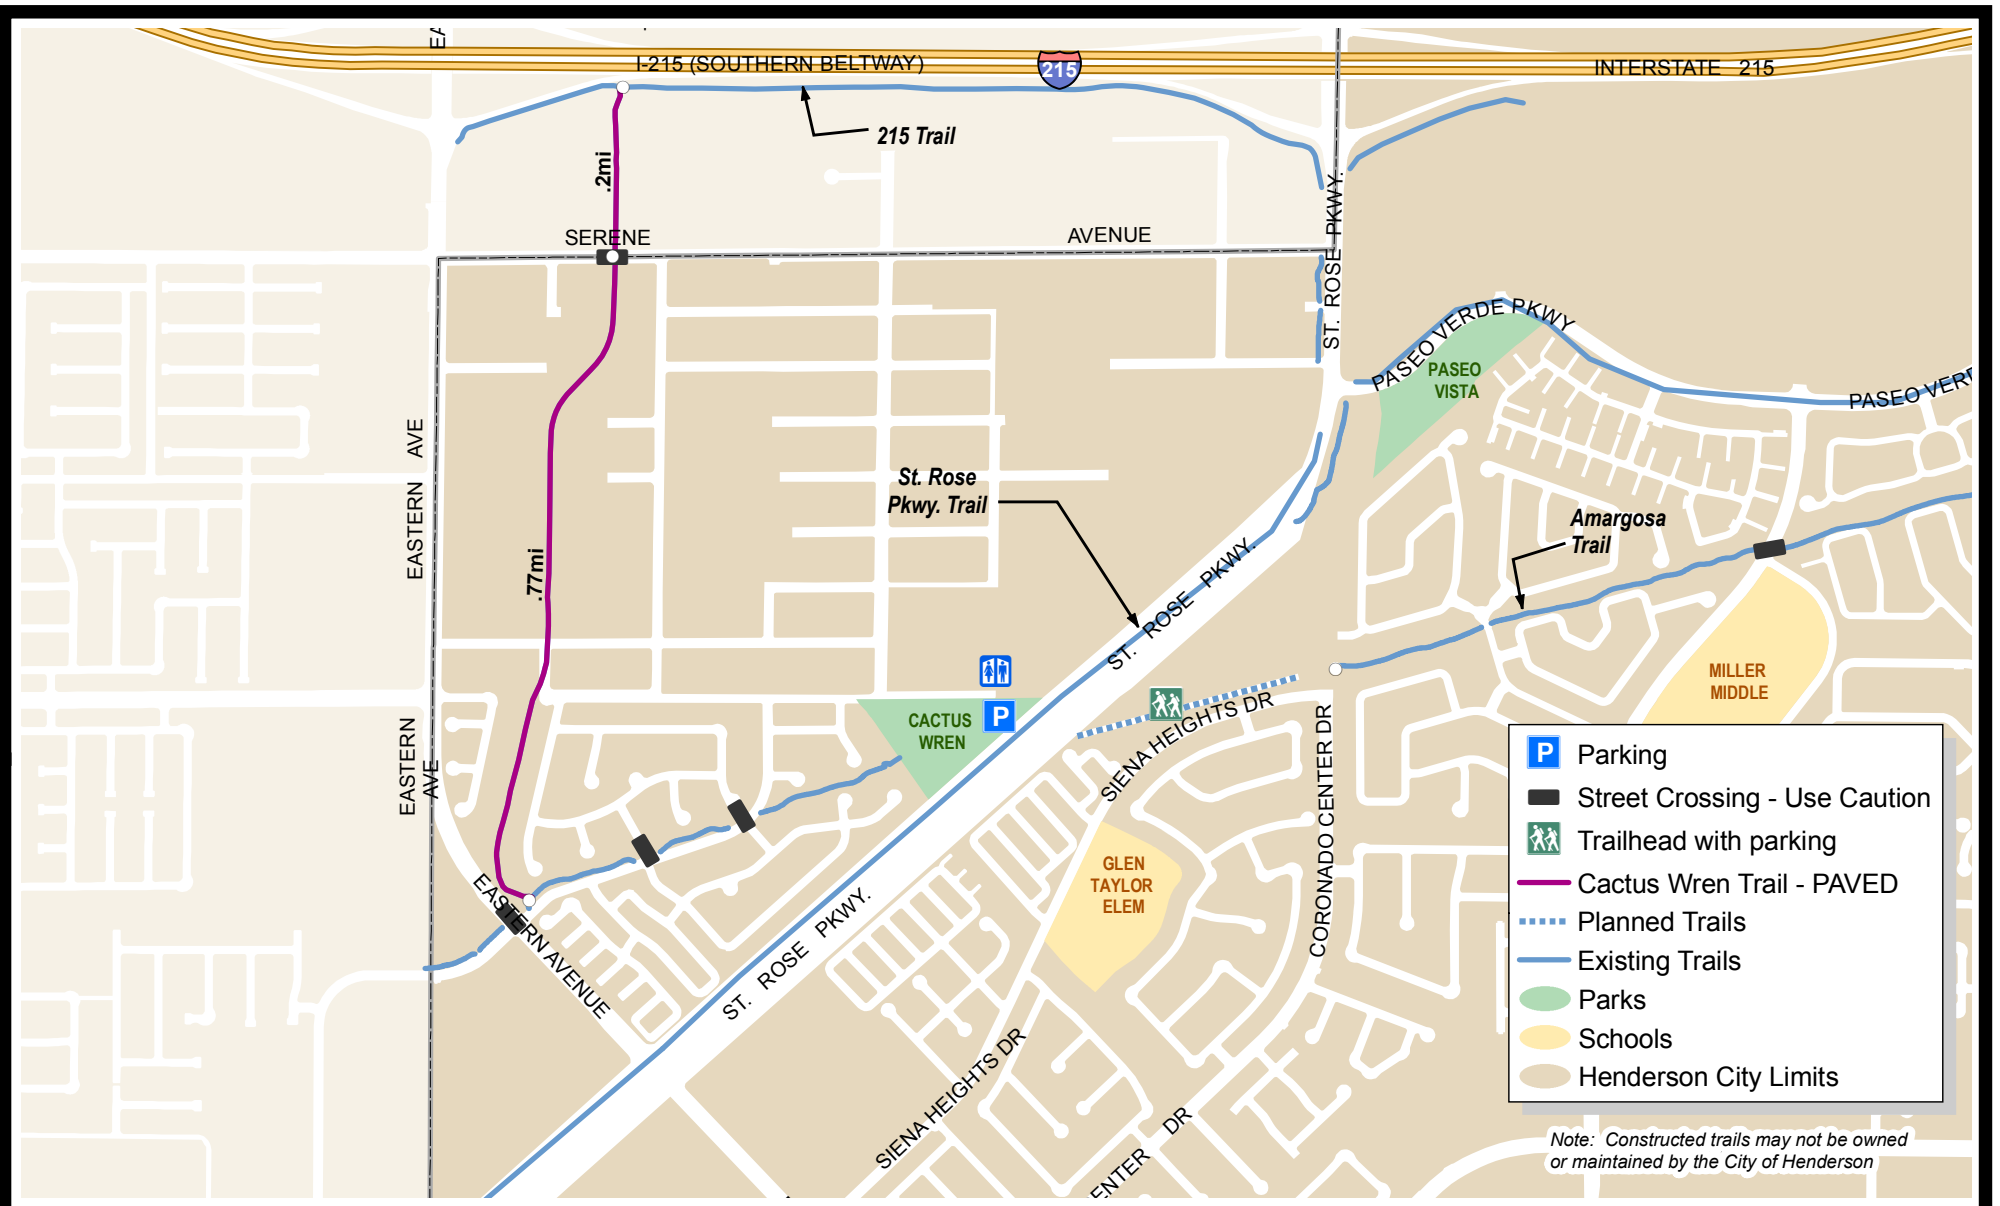 EA
I-215 (SOUTHERN BELTWAY)
215
INTERSTATE 215
215 Trail
.2mi
SERENE
AVENUE
ST. ROSE PKWY.
PASEO VERDE PKWY
PASEO VERD
PASEO
VISTA
EASTERN AVE
St. Rose
Pkwy. Trail
Amargosa
Trail
.77mi
ST. ROSE PKWY.
MILLER
MIDDLE
P
CACTUS
WREN
EASTERN
AVE
SIENA HEIGHTS DR
CORONADO CENTER DR
GLEN
TAYLOR
ELEM
EASTERN AVENUE
ST. ROSE PKWY.
SIENA HEIGHTS DR
ENTER DR
P Parking
Street Crossing - Use Caution
Trailhead with parking
Cactus Wren Trail - PAVED
Planned Trails
Existing Trails
Parks
Schools
Henderson City Limits
Note: Constructed trails may not be owned
or maintained by the City of Henderson